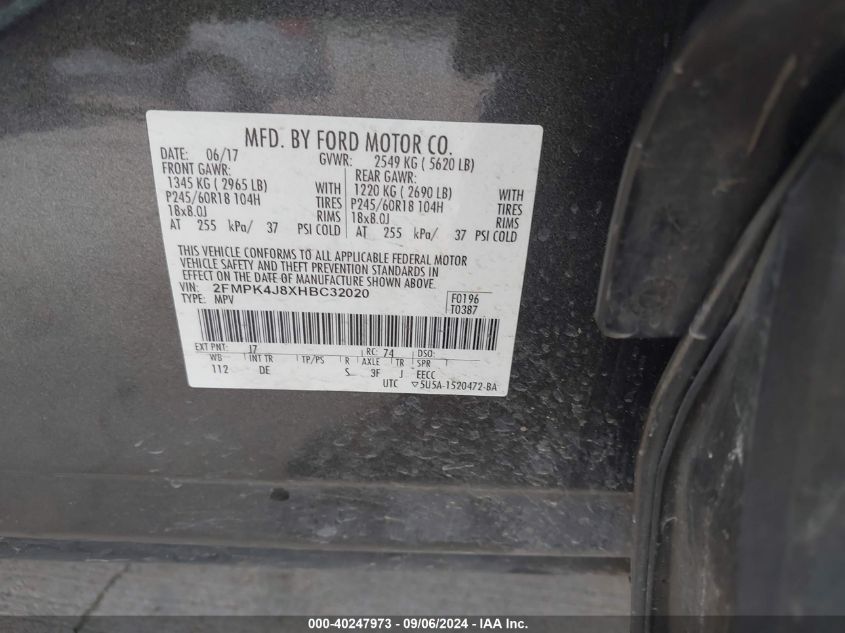 MFD. BY FORD MOTOR CO.
DATE: 06/17 GVWR: 2549 KG ( 5620 LB)
FRONT GAWR: REAR GAWR:
1345 KG ( 2965 LB) WITH 1220 KG ( 2690 LB) WITH
P245/60R18 104H TIRES P245/60R18 104H TIRES
18x8.0J RIMS 18x8.0J RIMS
AT 255 kPa/ 37 PSI COLD AT 255 kPa/ 37 PSI COLD
THIS VEHICLE CONFORMS TO ALL APPLICABLE FEDERAL MOTOR
VEHICLE SAFETY AND THEFT PREVENTION STANDARDS IN
EFFECT ON THE DATE OF MANUFACTURE SHOWN ABOVE.
VIN: 2FMPK4J8XHBC32020
TYPE: MPV
F0196
T0387
EXT PNT: J7 RC: 74 DSO:
WB INT TR TP/PS R AXLE TR SPR
112 DE S 3F J EECC
UTC ▽5U5A-1520472-BA
000-40247973 - 09/06/2024 - IAA Inc.